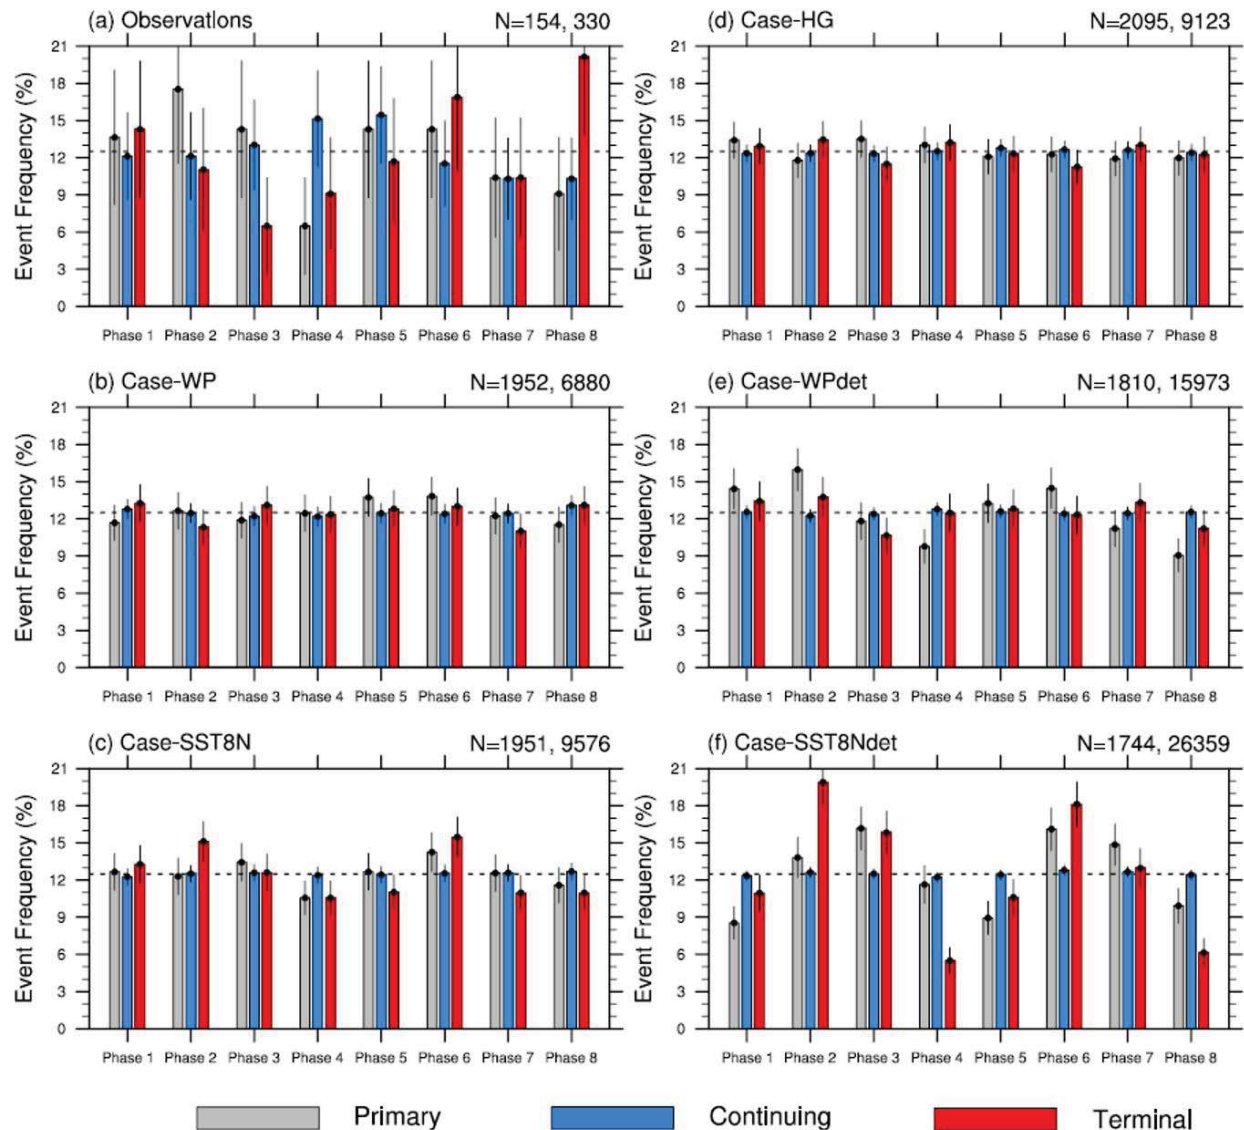 (a) Observations N=154, 330
Event Frequency (%)
21
18
15
12
9
6
3
0
Phase 1 Phase 2 Phase 3 Phase 4 Phase 5 Phase 6 Phase 7 Phase 8
(d) Case-HG N=2095, 9123
Event Frequency (%)
21
18
15
12
9
6
3
0
Phase 1 Phase 2 Phase 3 Phase 4 Phase 5 Phase 6 Phase 7 Phase 8
(b) Case-WP N=1952, 6880
Event Frequency (%)
21
18
15
12
9
6
3
0
Phase 1 Phase 2 Phase 3 Phase 4 Phase 5 Phase 6 Phase 7 Phase 8
(e) Case-WPdet N=1810, 15973
Event Frequency (%)
21
18
15
12
9
6
3
0
Phase 1 Phase 2 Phase 3 Phase 4 Phase 5 Phase 6 Phase 7 Phase 8
(c) Case-SST8N N=1951, 9576
Event Frequency (%)
21
18
15
12
9
6
3
0
Phase 1 Phase 2 Phase 3 Phase 4 Phase 5 Phase 6 Phase 7 Phase 8
(f) Case-SST8Ndet N=1744, 26359
Event Frequency (%)
21
18
15
12
9
6
3
0
Phase 1 Phase 2 Phase 3 Phase 4 Phase 5 Phase 6 Phase 7 Phase 8
Primary Continuing Terminal